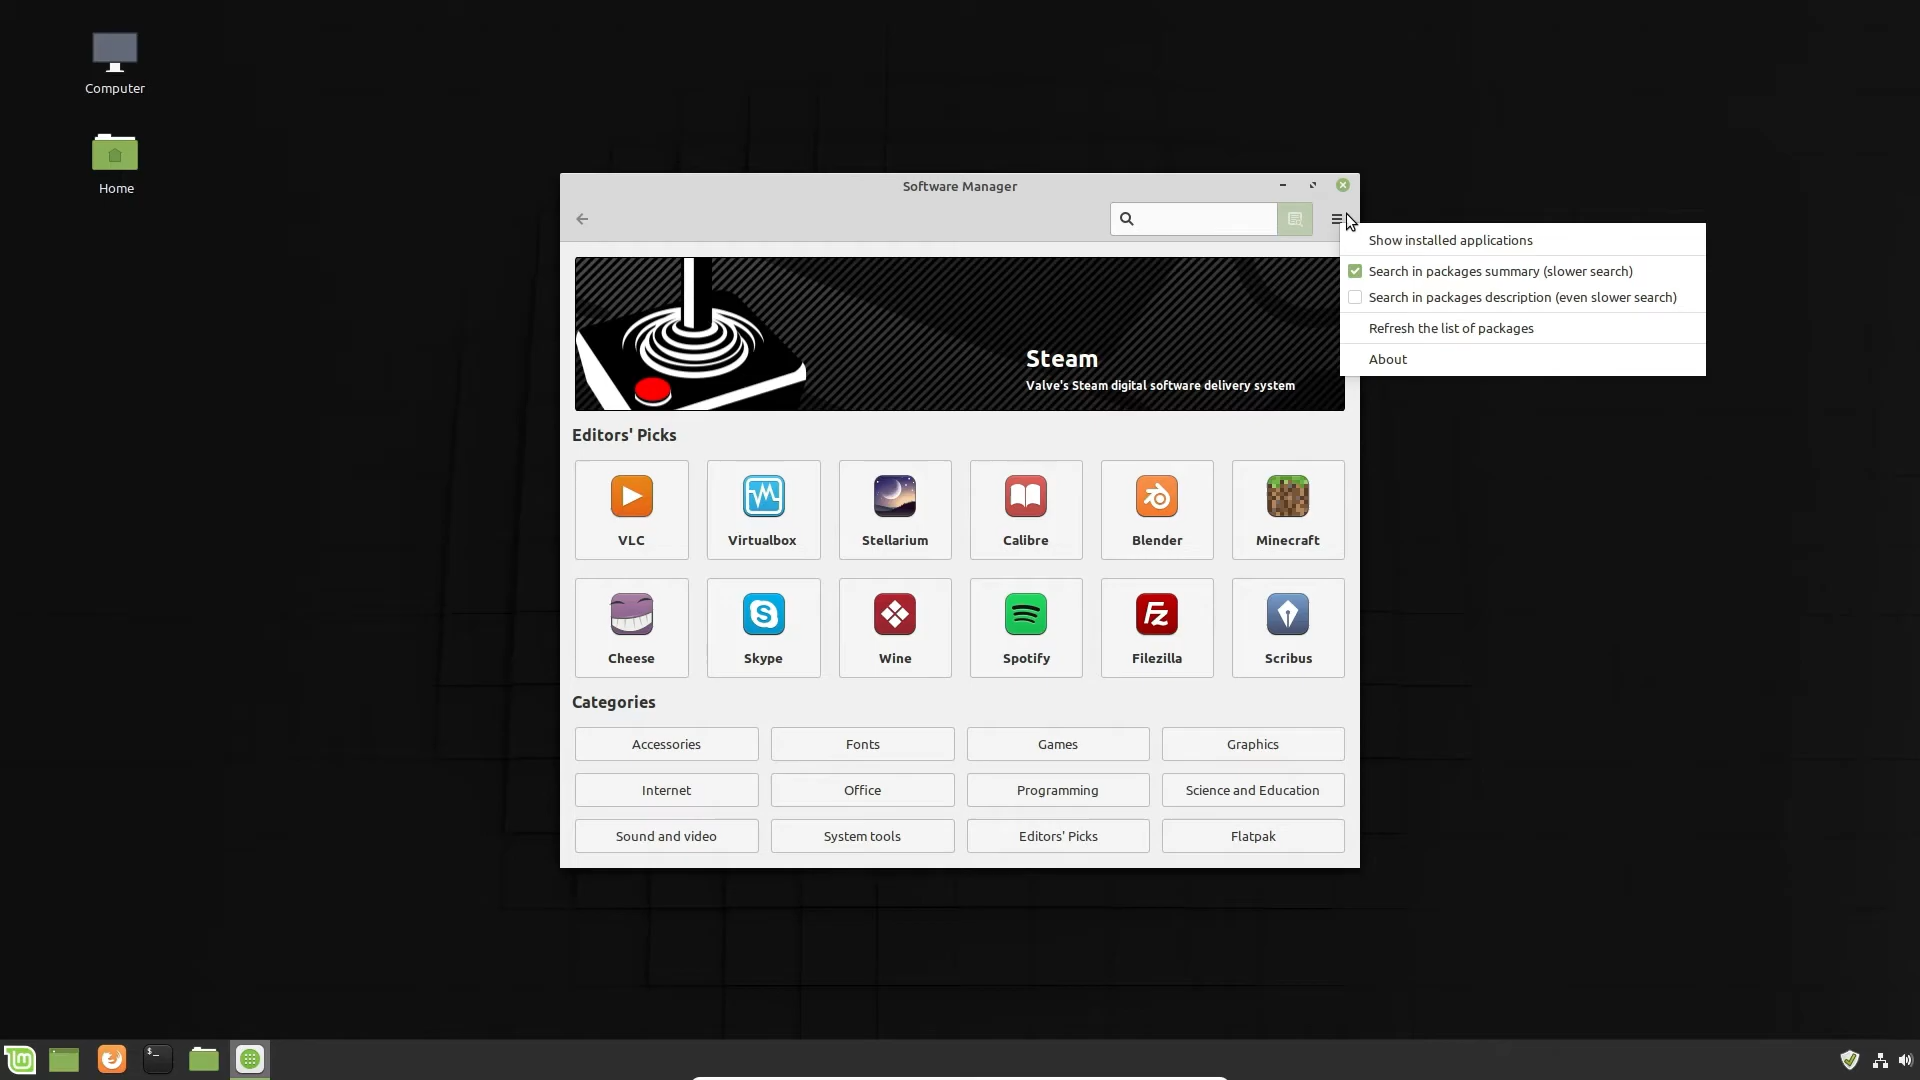 Computer
Home
Software Manager
Show installed applications
Search in packages summary (slower search)
Search in packages description (even slower search)
Refresh the list of packages
About
Steam
Valve's Steam digital software delivery system
Editors' Picks
VLC
Virtualbox
Stellarium
Calibre
Blender
Minecraft
Cheese
Skype
Wine
Spotify
Filezilla
Scribus
Categories
Accessories
Fonts
Games
Graphics
Internet
Office
Programming
Science and Education
Sound and video
System tools
Editors' Picks
Flatpak